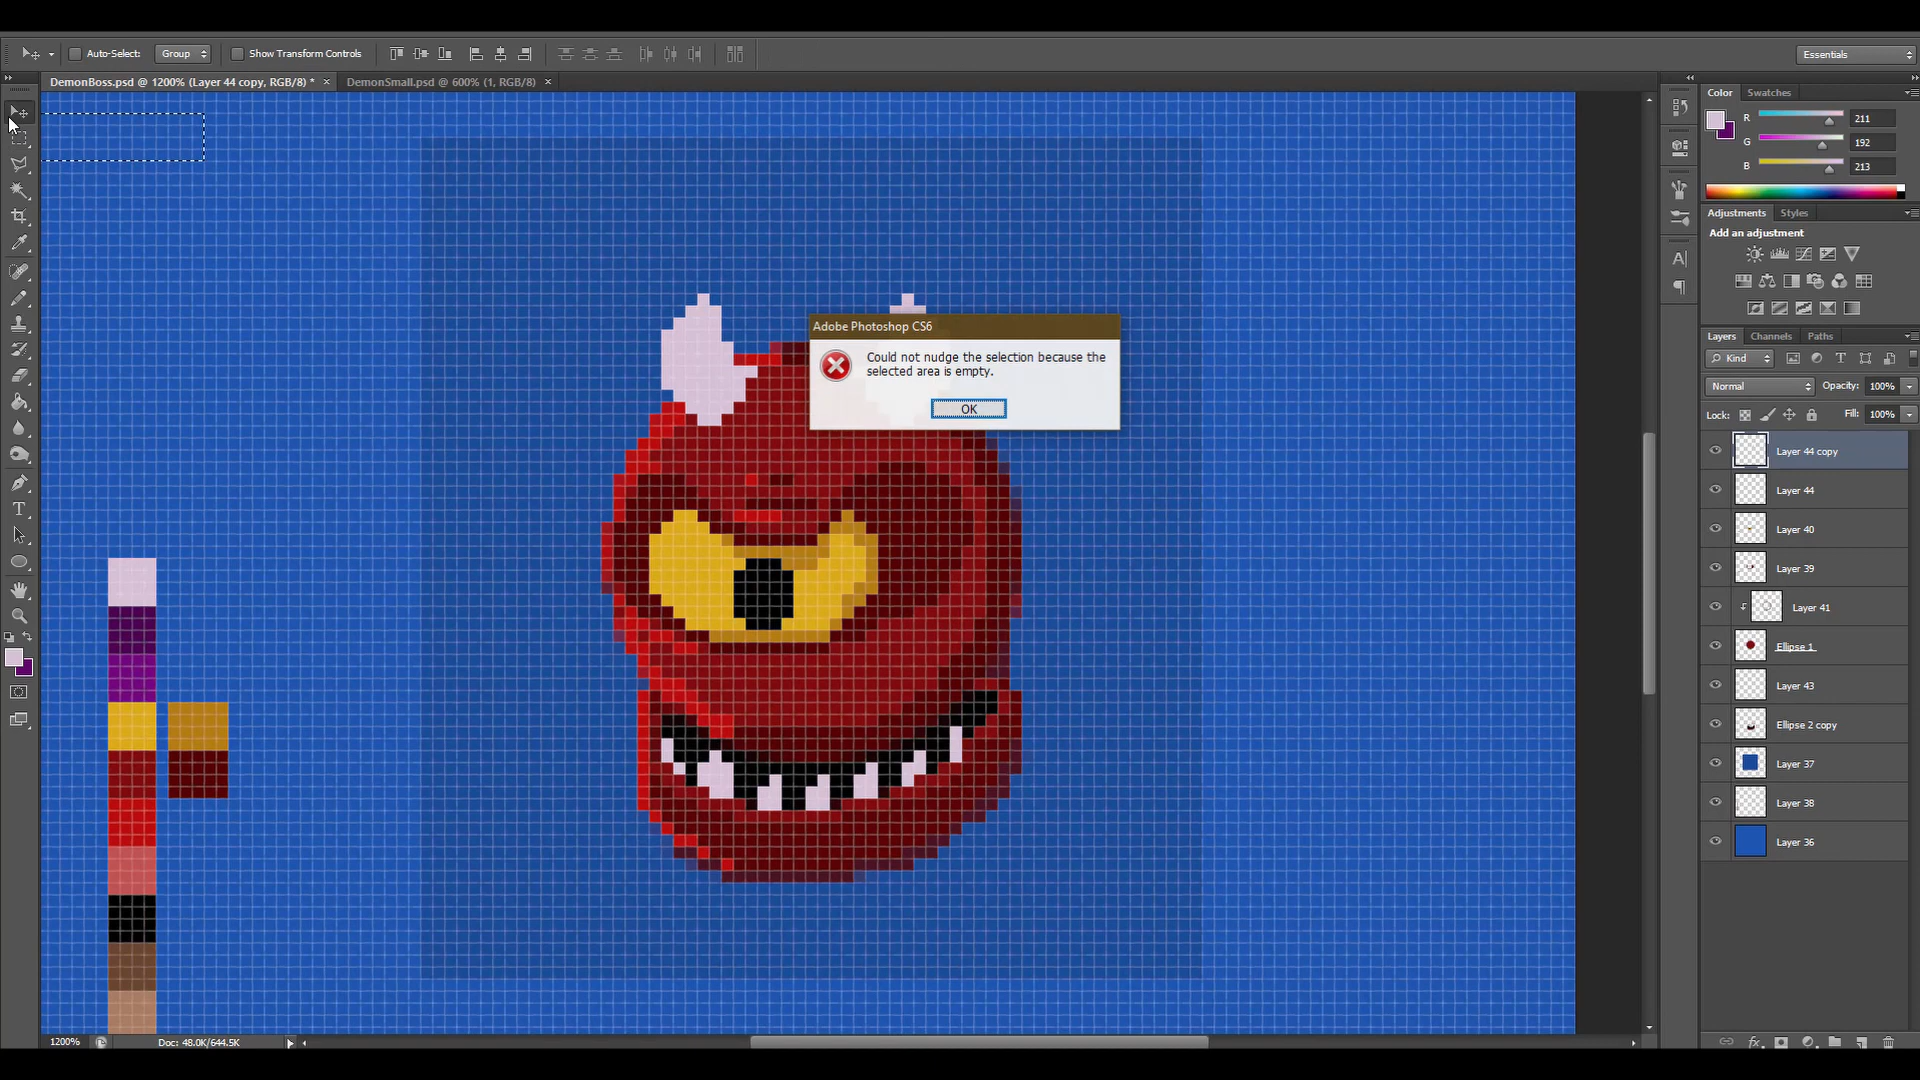 Auto-Select: Group Show Transform Controls Essentials
DemonBoss.psd @ 1200% (Layer 44 copy, RGB/8) * × DemonSmall.psd @ 600% (1, RGB/8) ×
Color Swatches
R 211
G 192
B 213
Adjustments Styles
Add an adjustment
Adobe Photoshop CS6
Could not nudge the selection because the
selected area is empty.
OK
Layers Channels Paths
Kind
Normal Opacity: 100%
Lock: Fill: 100%
Layer 44 copy
Layer 44
Layer 40
Layer 39
Layer 41
Ellipse 1
Layer 43
Ellipse 2 copy
Layer 37
Layer 38
Layer 36
1200% Doc: 48.0K/644.5K